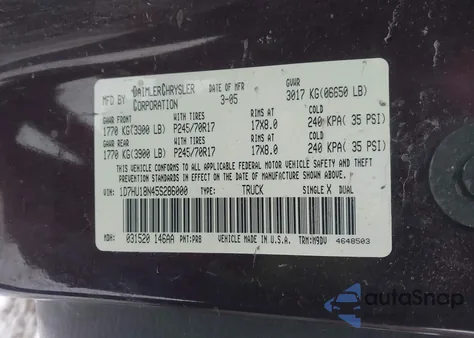 MFD BY DAIMLERCHRYSLER CORPORATION DATE OF MFR 3-05 GVWR 3017 KG(06650 LB)
GAWR FRONT WITH TIRES RIMS AT COLD
1770 KG(3900 LB) P245/70R17 17X8.0 240 KPA( 35 PSI)
GAWR REAR WITH TIRES RIMS AT COLD
1770 KG(3900 LB) P245/70R17 17X8.0 240 KPA( 35 PSI)
THIS VEHICLE CONFORMS TO ALL APPLICABLE FEDERAL MOTOR VEHICLE SAFETY AND
THEFT PREVENTION STANDARDS IN EFFECT ON THE DATE OF MANUFACTURE SHOWN ABOVE.
VIN: 1D7HU18N45S286000 TYPE: TRUCK SINGLE X DUAL
MDH: 031520 146AA PNT:PRB VEHICLE MADE IN U.S.A. TRM:M9DV 4648503
autoSnap